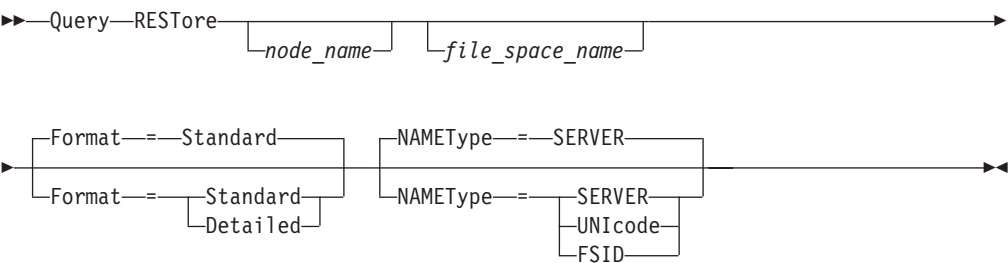 Query RESTore
node_name file_space_name
Format = Standard NAMEType = SERVER
Format = Standard NAMEType = SERVER
Detailed UNIcode
FSID